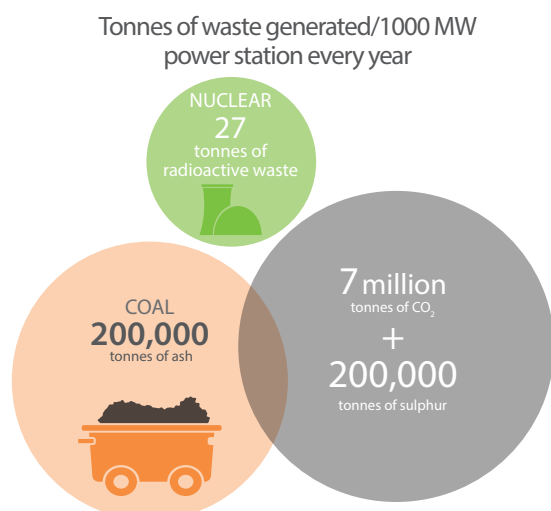 Tonnes of waste generated/1000 MW
power station every year
NUCLEAR
27
tonnes of
radioactive waste
COAL
200,000
tonnes of ash
7 million
tonnes of CO₂
+
200,000
tonnes of sulphur